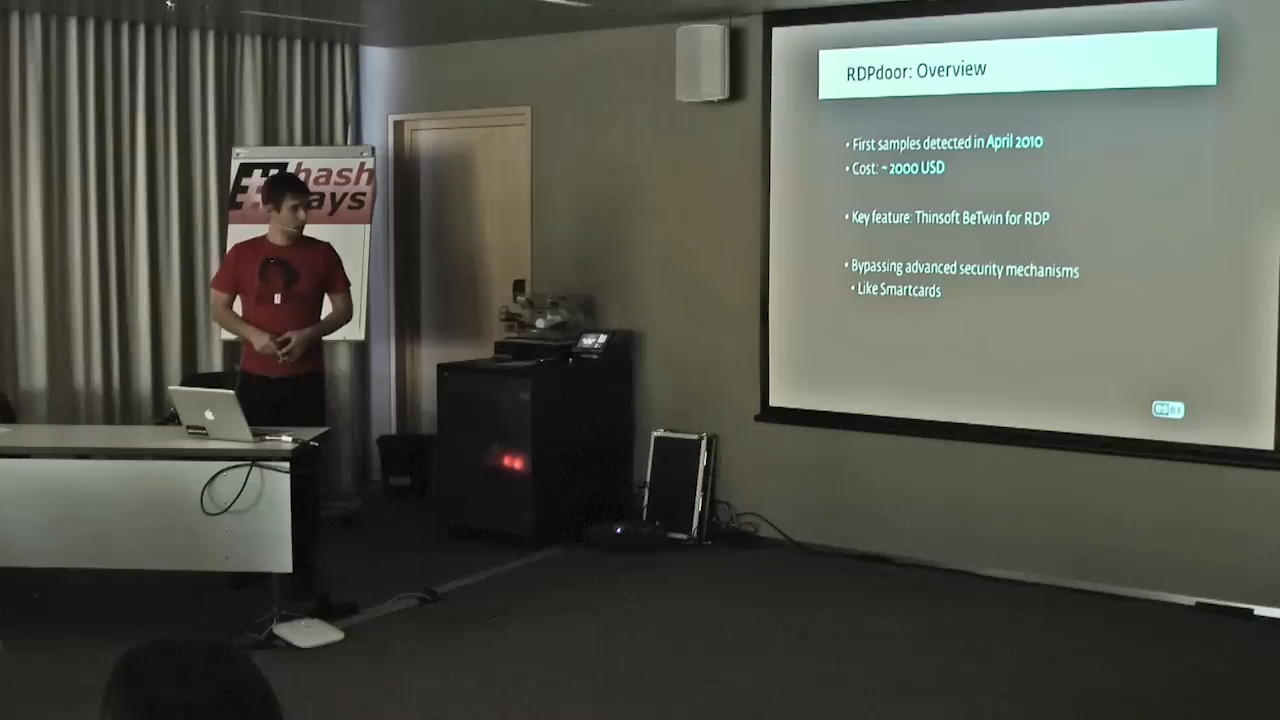 hash
days
RDPdoor: Overview
• First samples detected in April 2010
• Cost: ~ 2000 USD
• Key feature: Thinsoft BeTwin for RDP
• Bypassing advanced security mechanisms
• Like Smartcards
eset